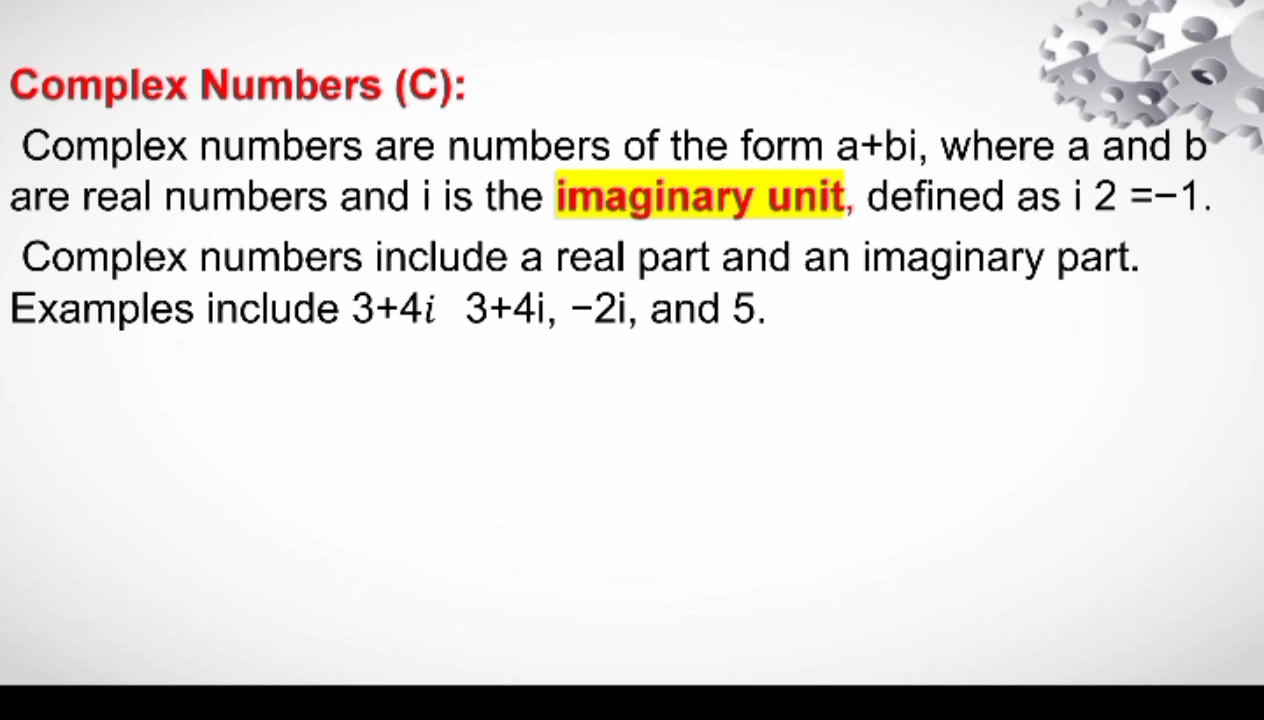 Complex Numbers (C):
Complex numbers are numbers of the form a+bi, where a and b
are real numbers and i is the imaginary unit, defined as i 2 =−1.
Complex numbers include a real part and an imaginary part.
Examples include 3+4𝑖 3+4i, −2i, and 5.